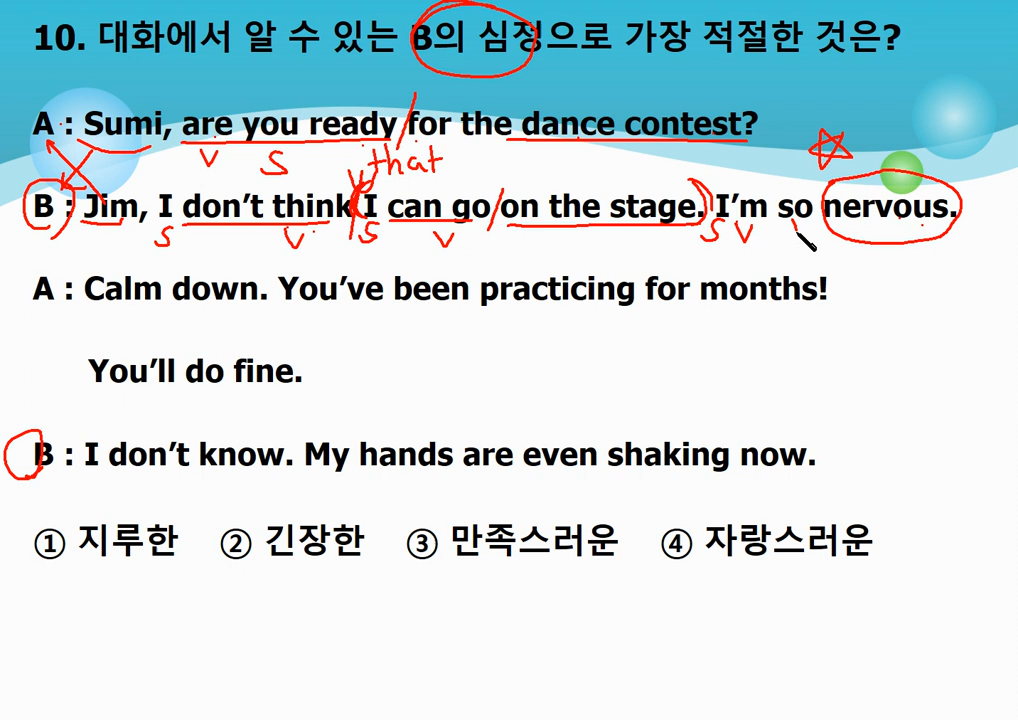 10. 대화에서 알 수 있는 B의 심정으로 가장 적절한 것은?
A : Sumi, are you ready for the dance contest?
V S that
B : Jim, I don't think I can go on the stage. I'm so nervous.
S V S V S V
A : Calm down. You've been practicing for months!
You'll do fine.
B : I don't know. My hands are even shaking now.
① 지루한 ② 긴장한 ③ 만족스러운 ④ 자랑스러운